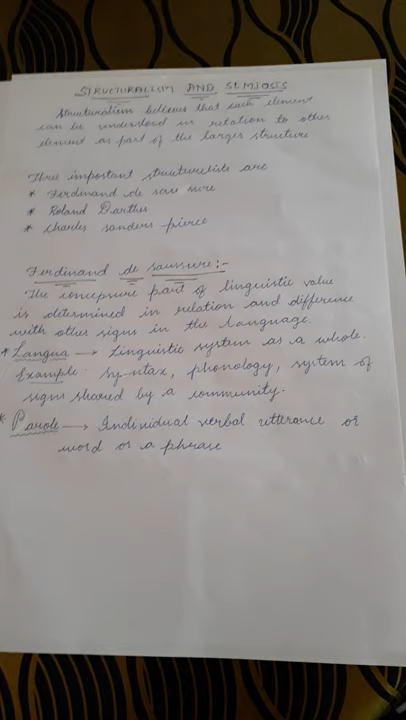 STRUCTURALISM AND SEMIOSIS
Structuralism believes that each element
can be understood in relation to other
element as part of the larger structure
Three important structuralists are
* Ferdinand de saussure
* Roland Barthes
* Charles sanders pierce
Ferdinand de saussure:-
The part of linguistic value
is determined in relation and difference
with other signs in the language.
* Langua → Linguistic system as a whole.
Example: Syntax, phonology, system of
signs shared by a community.
* Parole → Individual verbal utterance or
word or a phrase